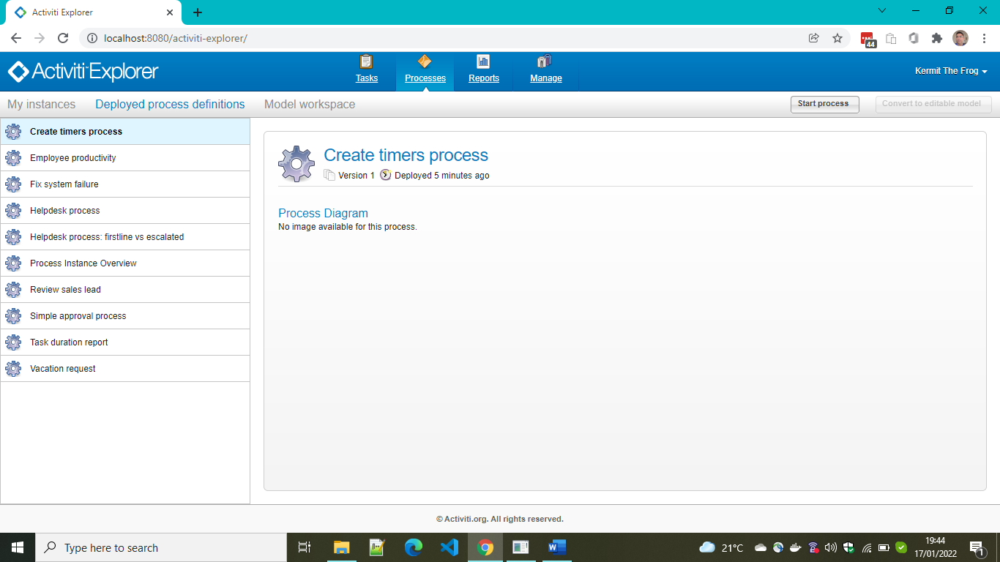 Activiti Explorer
localhost:8080/activiti-explorer/
44
Activiti Explorer
Tasks
Processes
Reports
Manage
Kermit The Frog
My instances
Deployed process definitions
Model workspace
Start process
Convert to editable model
Create timers process
Employee productivity
Fix system failure
Helpdesk process
Helpdesk process: firstline vs escalated
Process Instance Overview
Review sales lead
Simple approval process
Task duration report
Vacation request
Create timers process
Version 1 Deployed 5 minutes ago
Process Diagram
No image available for this process.
© Activiti.org. All rights reserved.
Type here to search
21°C
19:44
17/01/2022
1